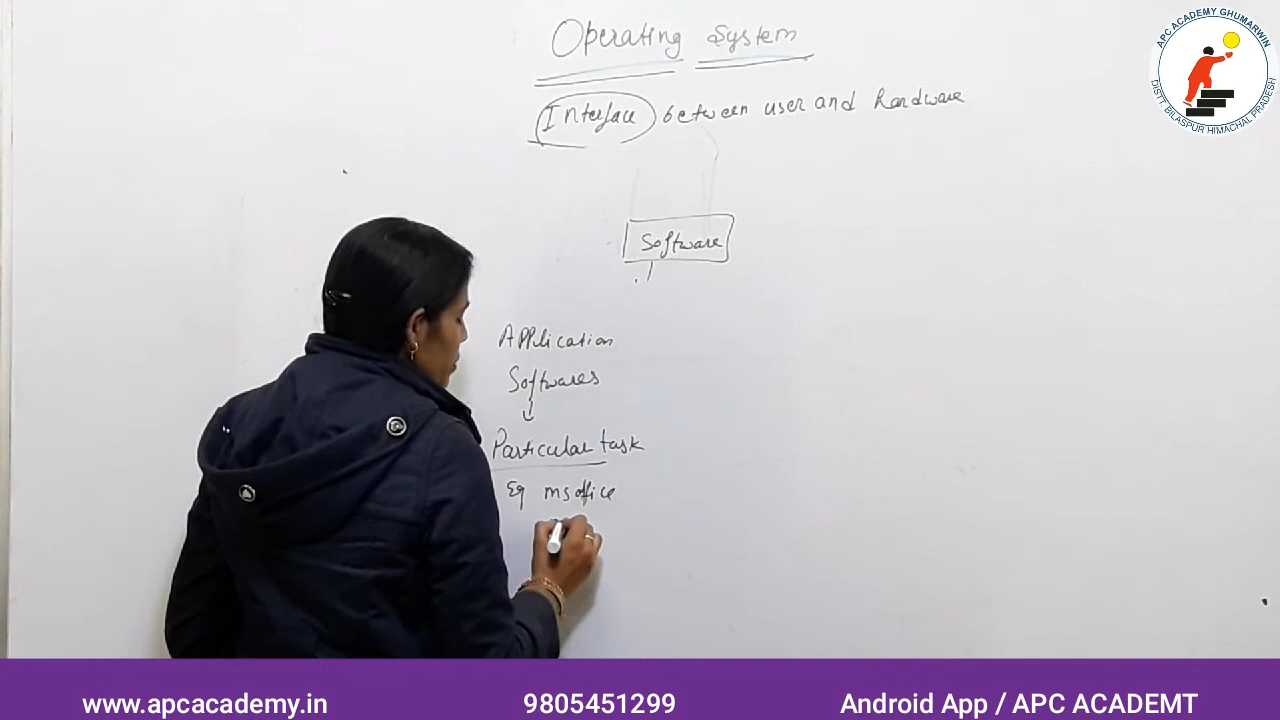 Operating System
Interface between user and hardware
Software
Application
Softwares
Particular task
Eg msoffice
APC ACADEMY GHUMARWIN
DISTT BILASPUR HIMACHAL PRADESH
www.apcacademy.in 9805451299 Android App / APC ACADEMT